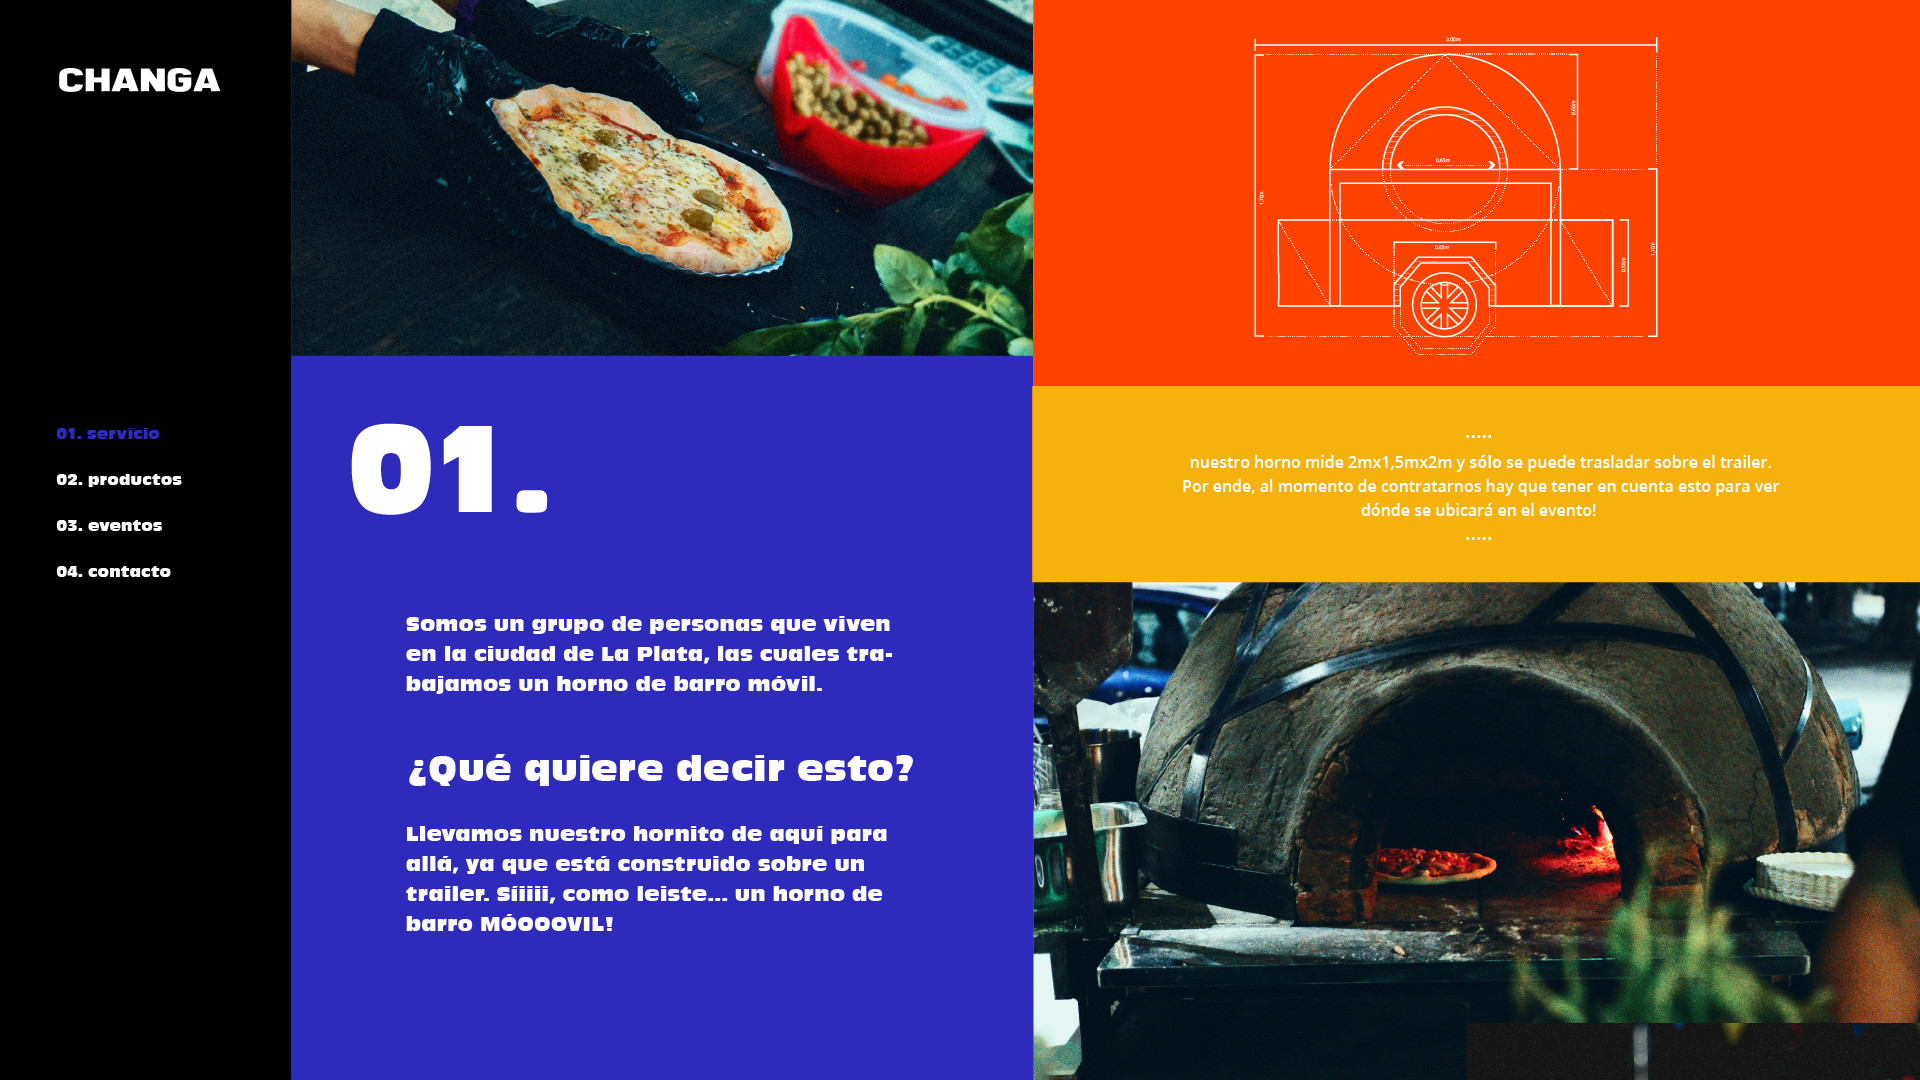 CHANGA
01. servicio
02. productos
03. eventos
04. contacto
01.
Somos un grupo de personas que viven
en la ciudad de La Plata, las cuales tra-
bajamos un horno de barro móvil.
¿Qué quiere decir esto?
Llevamos nuestro hornito de aquí para
allá, ya que está construido sobre un
trailer. Síiiii, como leiste... un horno de
barro MÓOOOVIL!
2,00m
0,65m
0,65m
.....
nuestro horno mide 2mx1,5mx2m y sólo se puede trasladar sobre el trailer.
Por ende, al momento de contratarnos hay que tener en cuenta esto para ver
dónde se ubicará en el evento!
.....